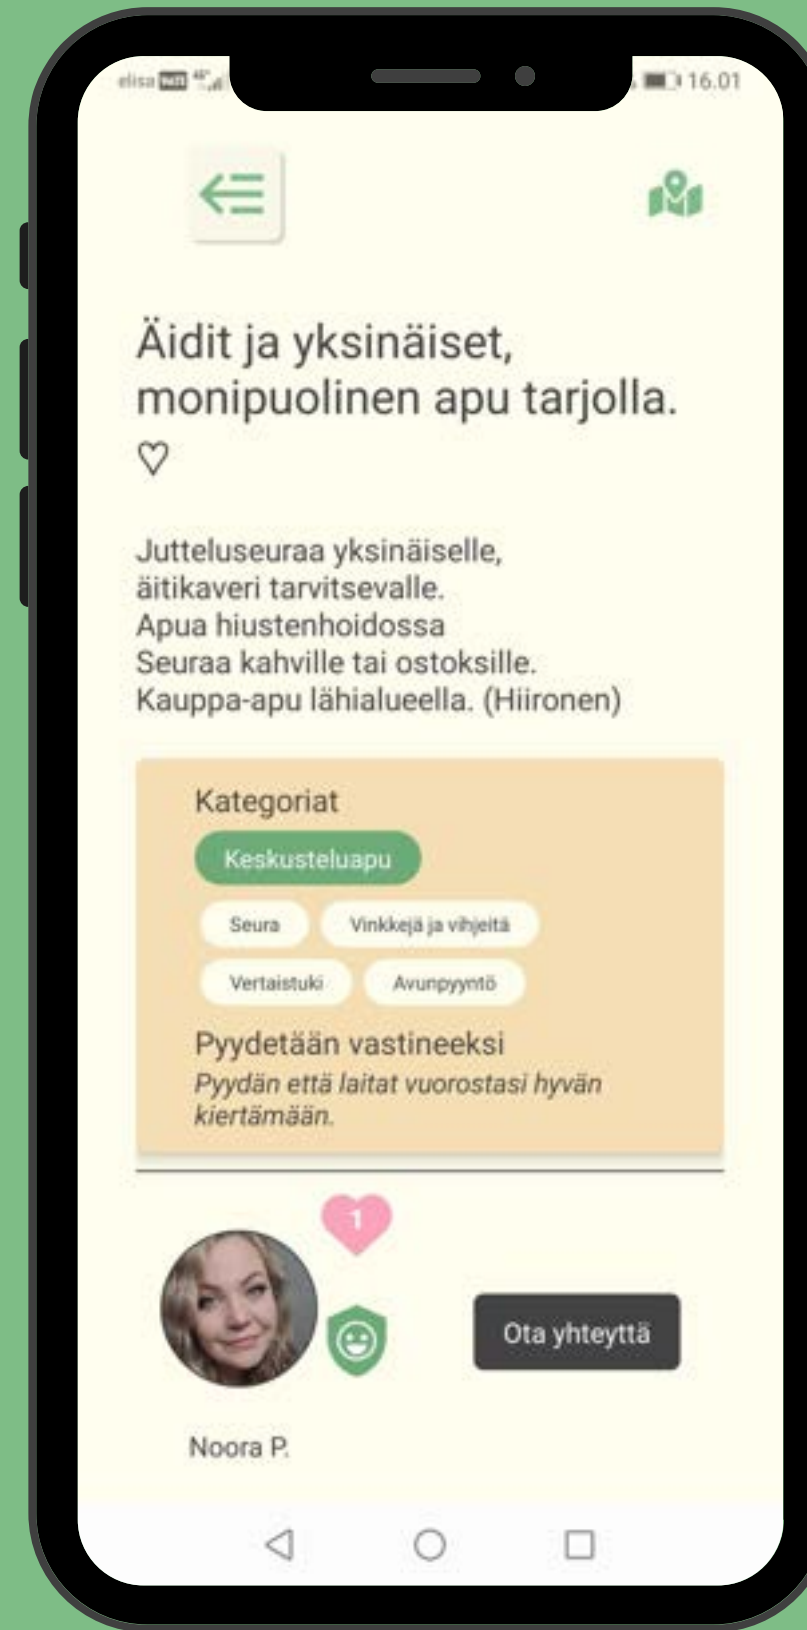 elisa
16.01
Äidit ja yksinäiset,
monipuolinen apu tarjolla.
♡
Jutteluseuraa yksinäiselle,
äitikaveri tarvitsevalle.
Apua hiustenhoidossa
Seuraa kahville tai ostoksille.
Kauppa-apu lähialueella. (Hiironen)
Kategoriat
Keskusteluapu
Seura Vinkkejä ja vihjeitä
Vertaistuki Avunpyyntö
Pyydetään vastineeksi
Pyydän että laitat vuorostasi hyvän
kiertämään.
1
Ota yhteyttä
Noora P.